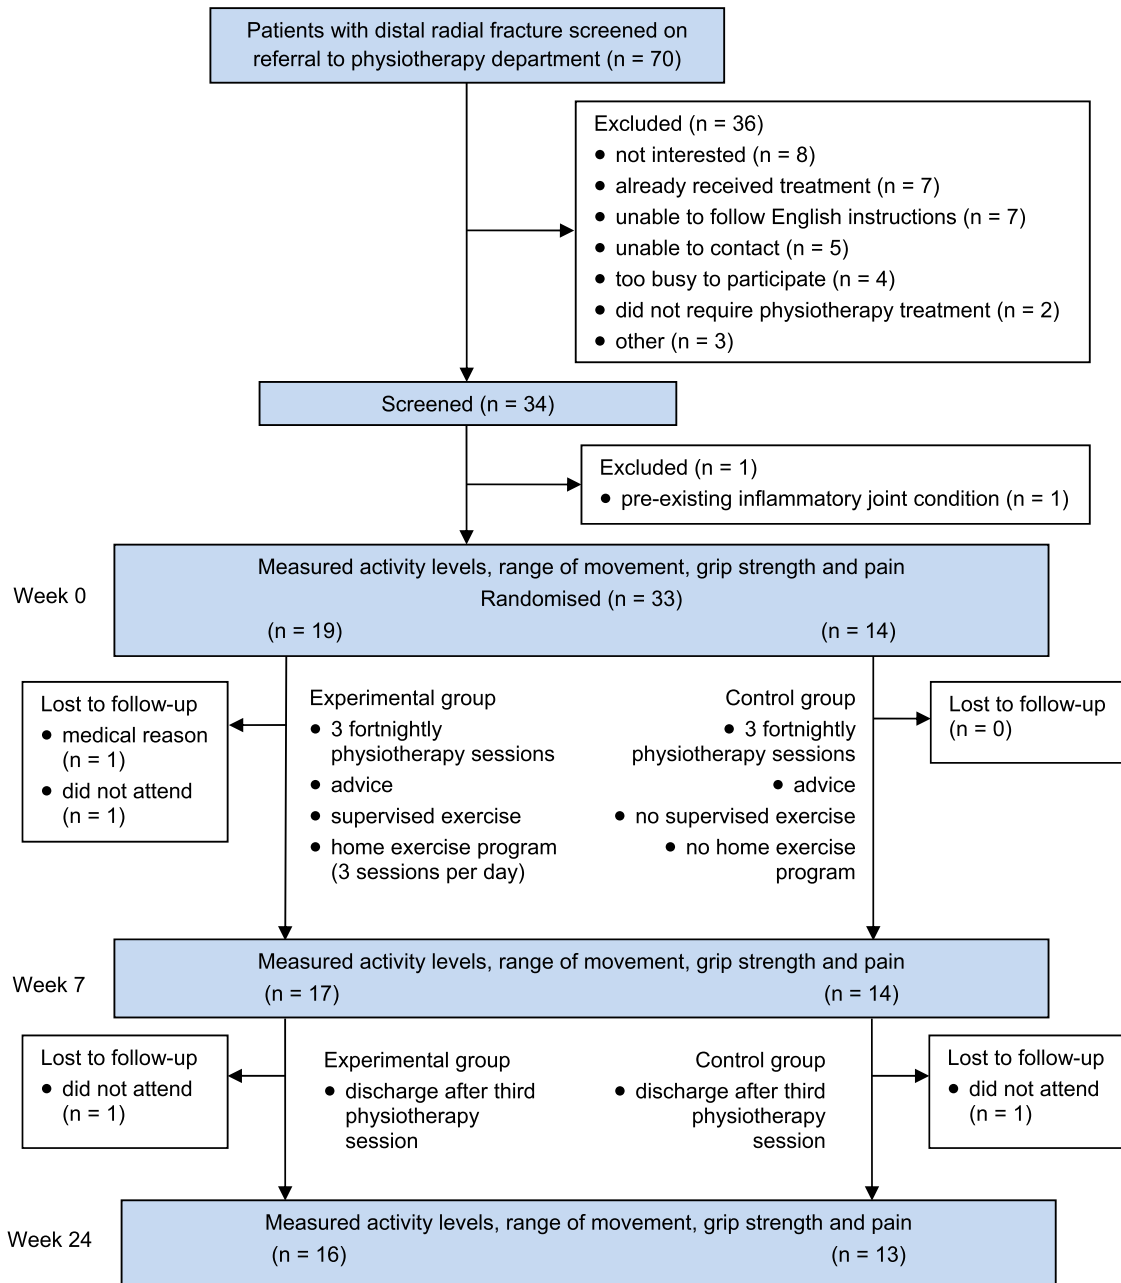 Patients with distal radial fracture screened on
referral to physiotherapy department (n = 70)
Excluded (n = 36)
● not interested (n = 8)
● already received treatment (n = 7)
● unable to follow English instructions (n = 7)
● unable to contact (n = 5)
● too busy to participate (n = 4)
● did not require physiotherapy treatment (n = 2)
● other (n = 3)
Screened (n = 34)
Excluded (n = 1)
● pre-existing inflammatory joint condition (n = 1)
Week 0
Measured activity levels, range of movement, grip strength and pain
Randomised (n = 33)
(n = 19)
(n = 14)
Lost to follow-up
● medical reason
(n = 1)
● did not attend
(n = 1)
Experimental group
● 3 fortnightly
physiotherapy sessions
● advice
● supervised exercise
● home exercise program
(3 sessions per day)
Control group
● 3 fortnightly
physiotherapy sessions
● advice
● no supervised exercise
● no home exercise
program
Lost to follow-up
(n = 0)
Week 7
Measured activity levels, range of movement, grip strength and pain
(n = 17)
(n = 14)
Lost to follow-up
● did not attend
(n = 1)
Experimental group
● discharge after third
physiotherapy
session
Control group
● discharge after third
physiotherapy
session
Lost to follow-up
● did not attend
(n = 1)
Week 24
Measured activity levels, range of movement, grip strength and pain
(n = 16)
(n = 13)